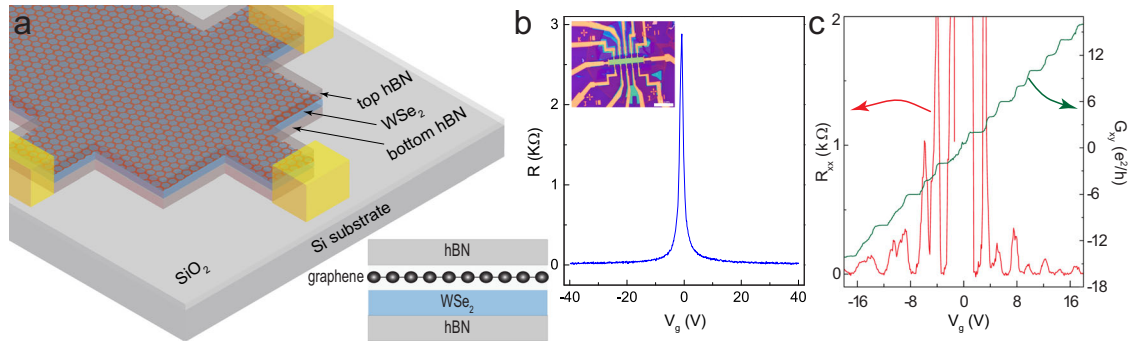 a
top hBN
WSe2
bottom hBN
Si substrate
SiO2
hBN
graphene
WSe2
hBN
b
3
2
1
0
R (KΩ)
-40
-20
0
20
40
Vg (V)
c
2
1
0
Rxx (kΩ)
12
6
0
-6
-12
-18
Gxy (e²/h)
-16
-8
0
8
16
Vg (V)